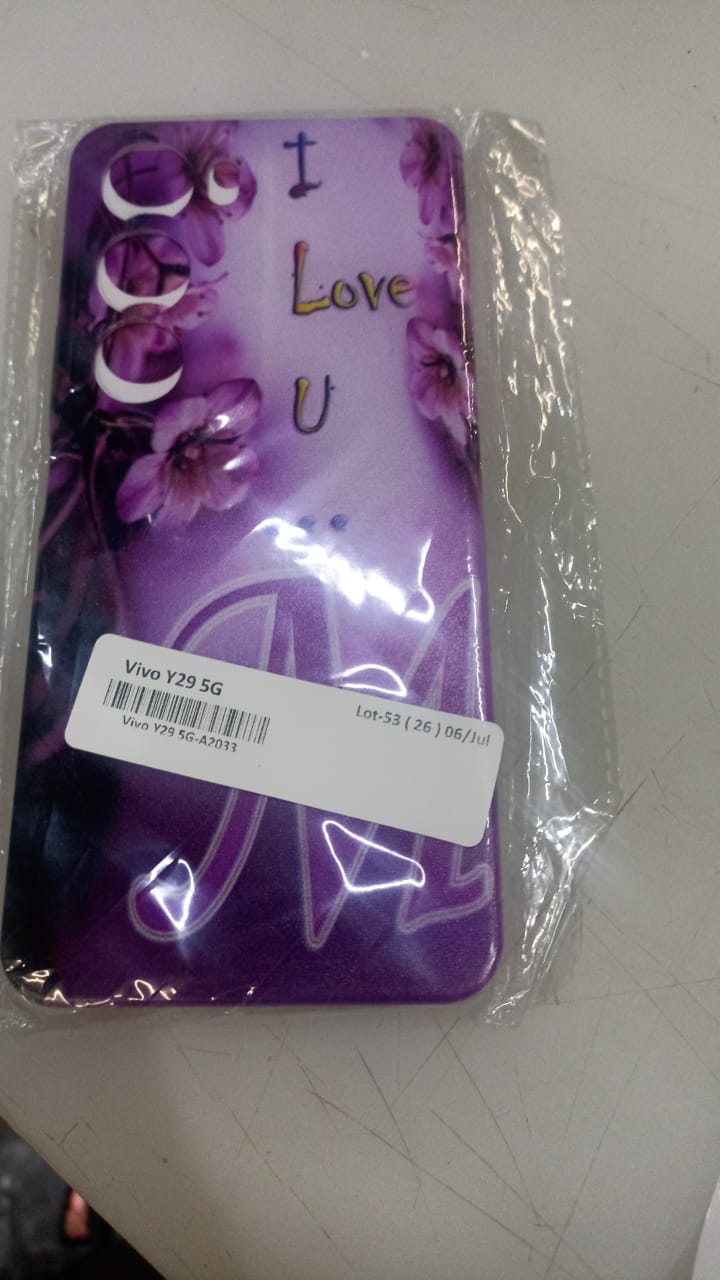 I
Love
U
..
M
Vivo Y29 5G
Lot-53 ( 26 ) 06/Jul
Vivo Y29 5G-A2033